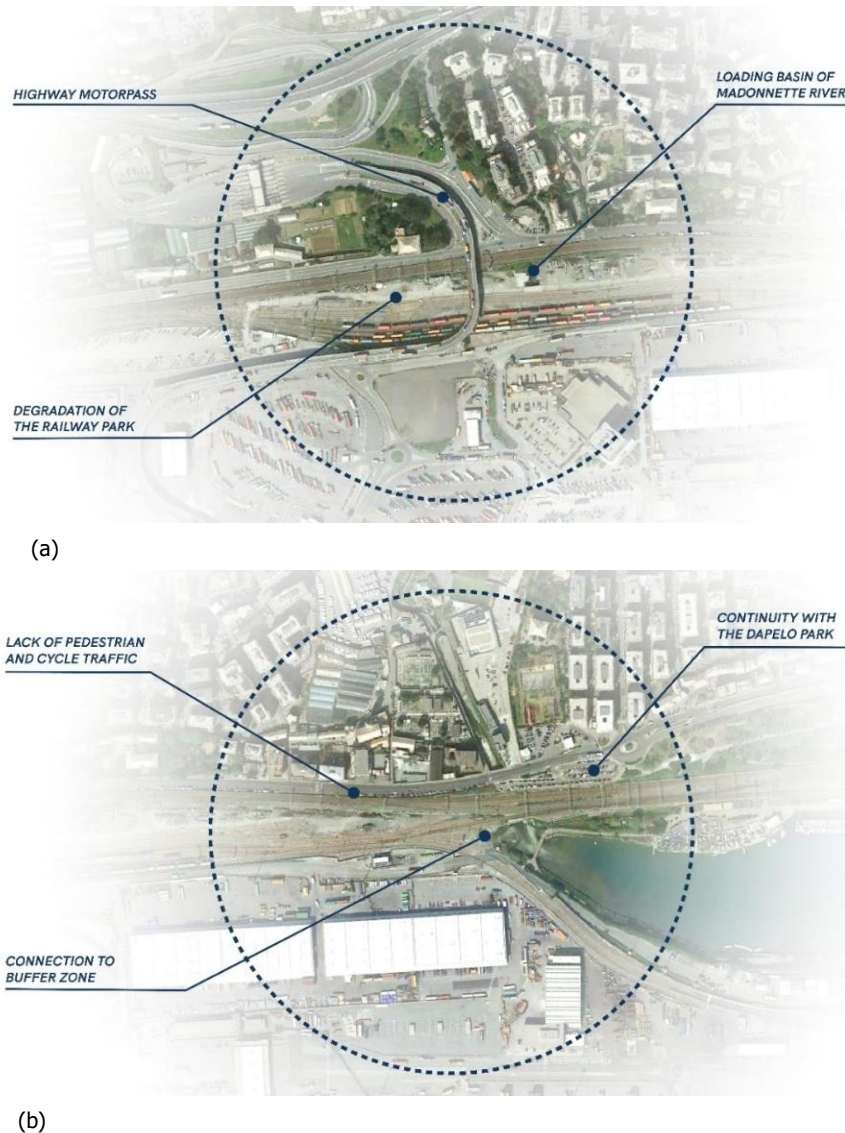 HIGHWAY MOTORPASS
LOADING BASIN OF
MADONNETTE RIVER
DEGRADATION OF
THE RAILWAY PARK
(a)
LACK OF PEDESTRIAN
AND CYCLE TRAFFIC
CONTINUITY WITH
THE DAPELO PARK
CONNECTION TO
BUFFER ZONE
(b)